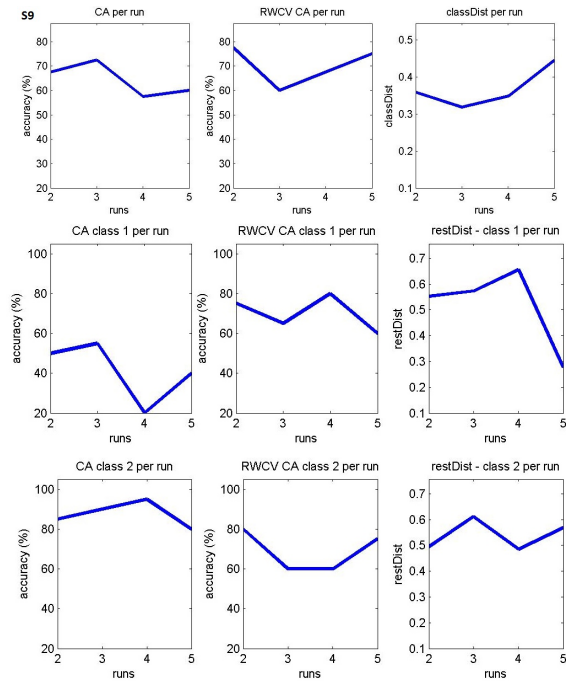 S9
CA per run
RWCV CA per run
classDist per run
accuracy (%)
80
70
60
50
40
30
20
2 3 4 5
runs
accuracy (%)
80
70
60
50
40
30
20
2 3 4 5
runs
classDist
0.5
0.4
0.3
0.2
0.1
2 3 4 5
runs
CA class 1 per run
RWCV CA class 1 per run
restDist - class 1 per run
accuracy (%)
100
80
60
40
20
2 3 4 5
runs
accuracy (%)
100
80
60
40
20
2 3 4 5
runs
restDist
0.7
0.6
0.5
0.4
0.3
0.2
0.1
2 3 4 5
runs
CA class 2 per run
RWCV CA class 2 per run
restDist - class 2 per run
accuracy (%)
100
80
60
40
20
2 3 4 5
runs
accuracy (%)
100
80
60
40
20
2 3 4 5
runs
restDist
0.7
0.6
0.5
0.4
0.3
0.2
0.1
2 3 4 5
runs